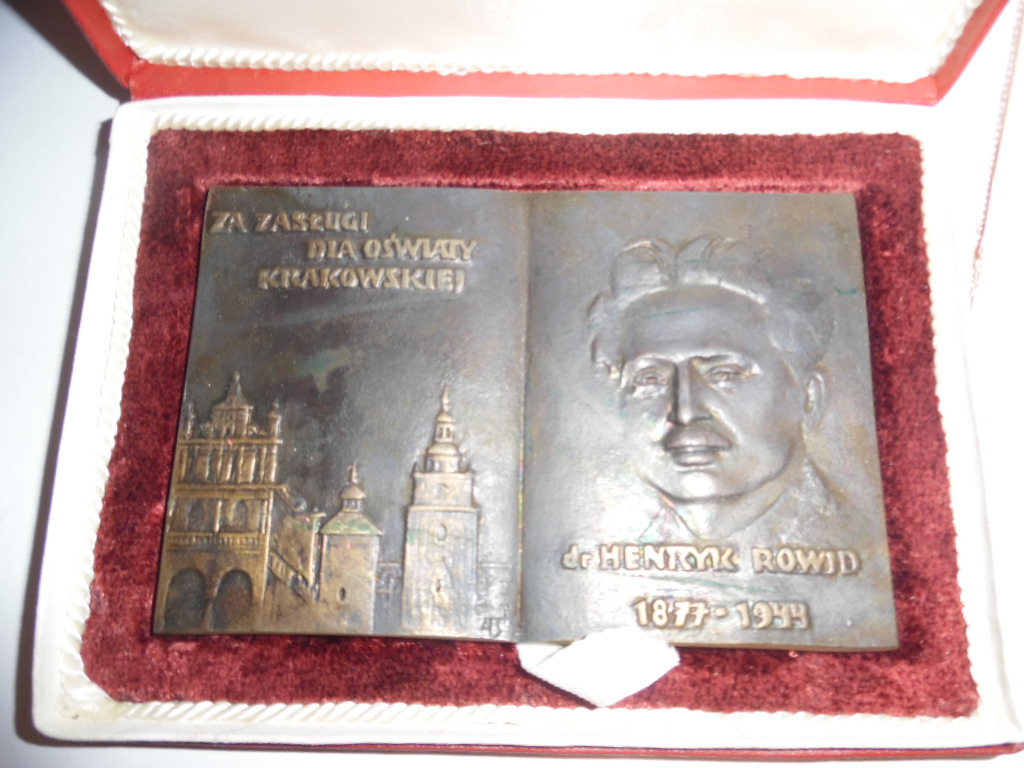 ZA ZASŁUGI
DLA OŚWIATY
KRAKOWSKIEJ
dr HENRYK ROWID
1877-1944